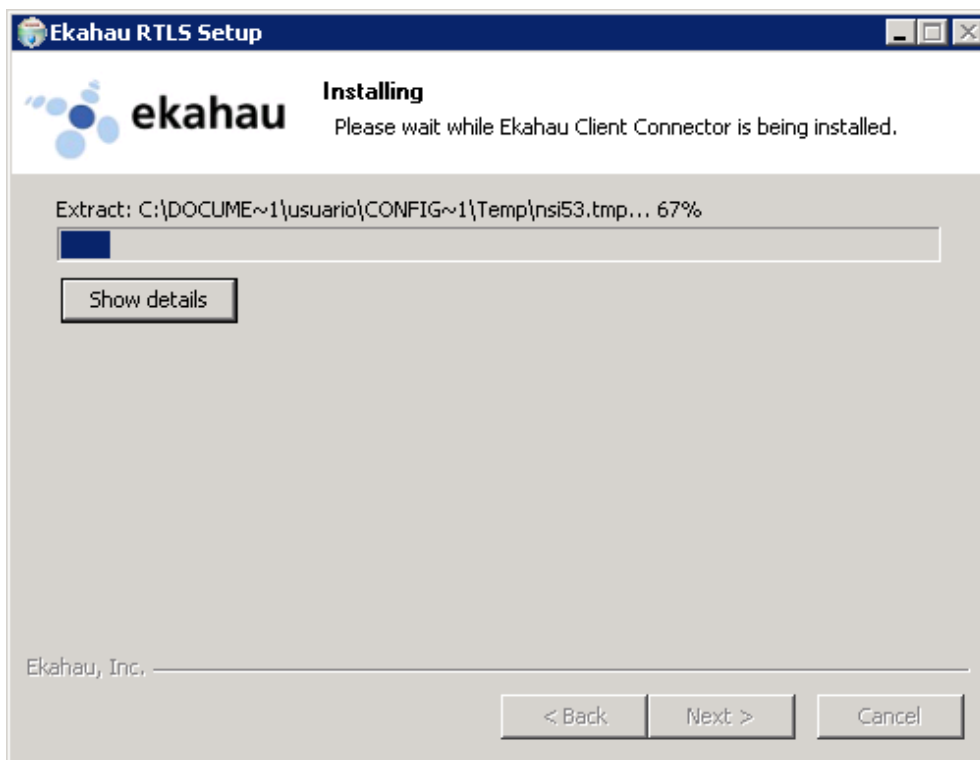 Ekahau RTLS Setup
ekahau
Installing
Please wait while Ekahau Client Connector is being installed.
Extract: C:\DOCUME~1\usuario\CONFIG~1\Temp\nsi53.tmp... 67%
Show details
Ekahau, Inc.
< Back Next > Cancel